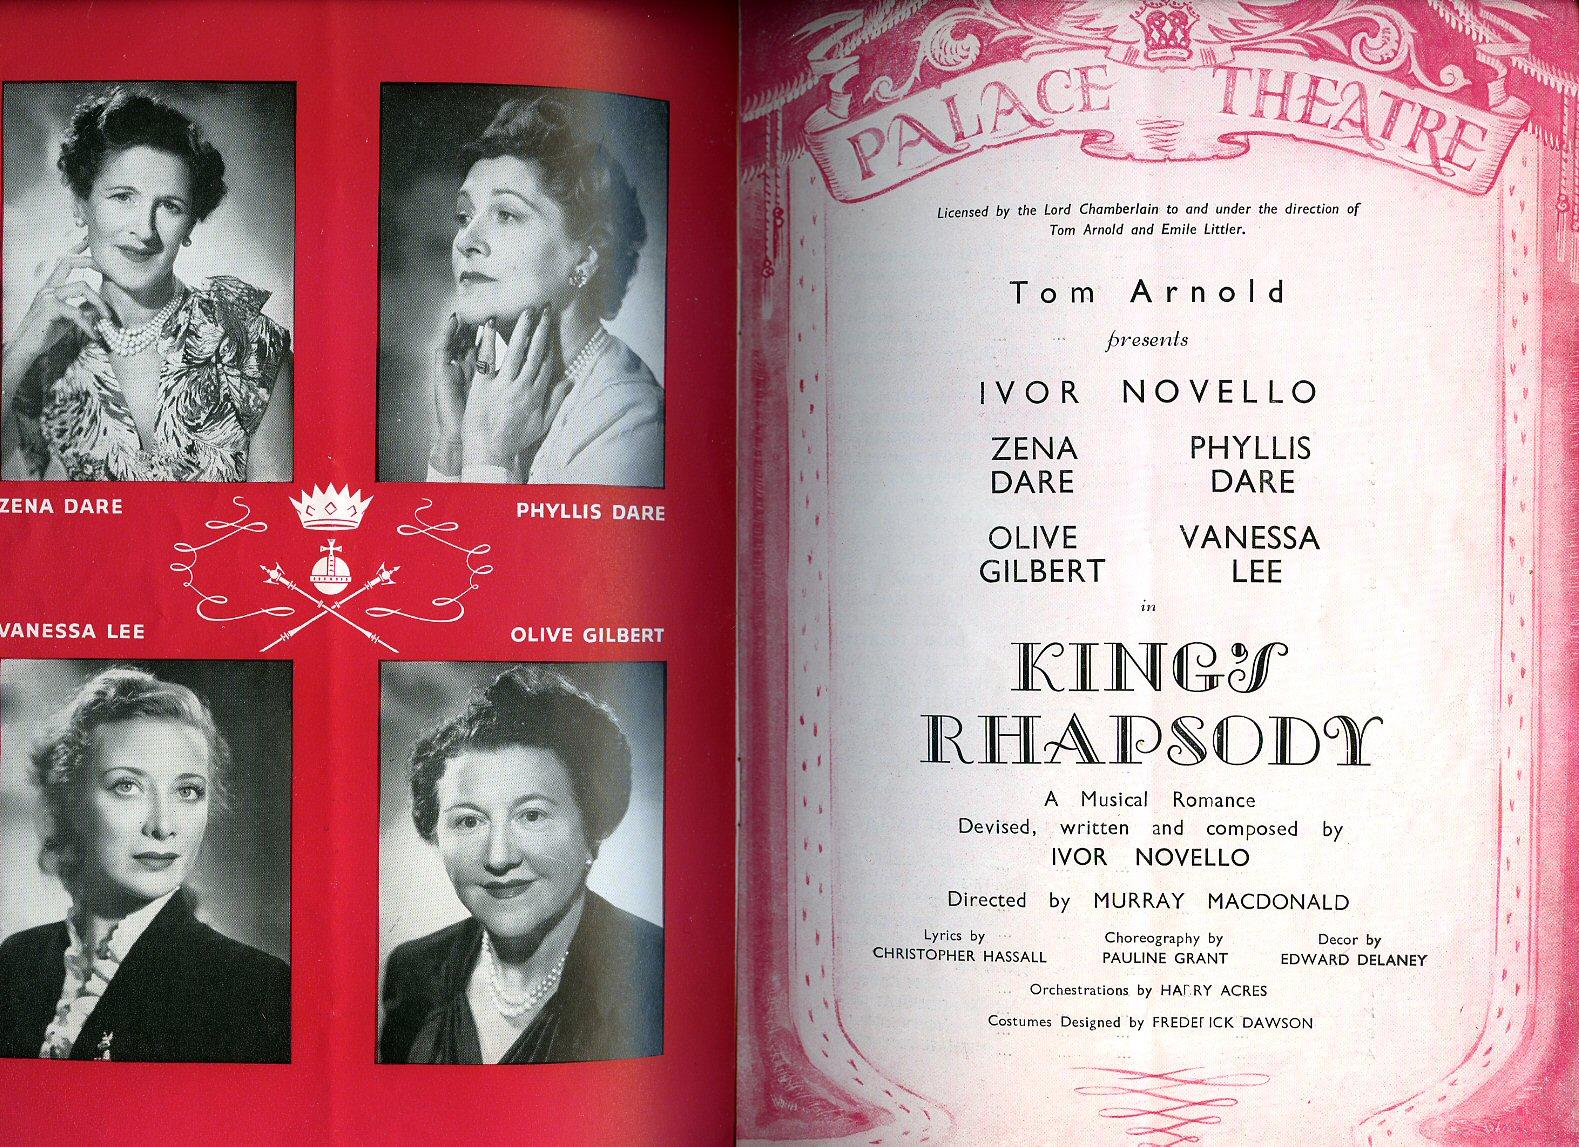 ZENA DARE
PHYLLIS DARE
VANESSA LEE
OLIVE GILBERT
PALACE THEATRE
Licensed by the Lord Chamberlain to and under the direction of
Tom Arnold and Emile Littler.
Tom Arnold
presents
IVOR NOVELLO
ZENA
DARE
PHYLLIS
DARE
OLIVE
GILBERT
VANESSA
LEE
in
KING'S
RHAPSODY
A Musical Romance
Devised, written and composed by
IVOR NOVELLO
Directed by MURRAY MACDONALD
Lyrics by
CHRISTOPHER HASSALL
Choreography by
PAULINE GRANT
Decor by
EDWARD DELANEY
Orchestrations by HARRY ACRES
Costumes Designed by FREDERICK DAWSON